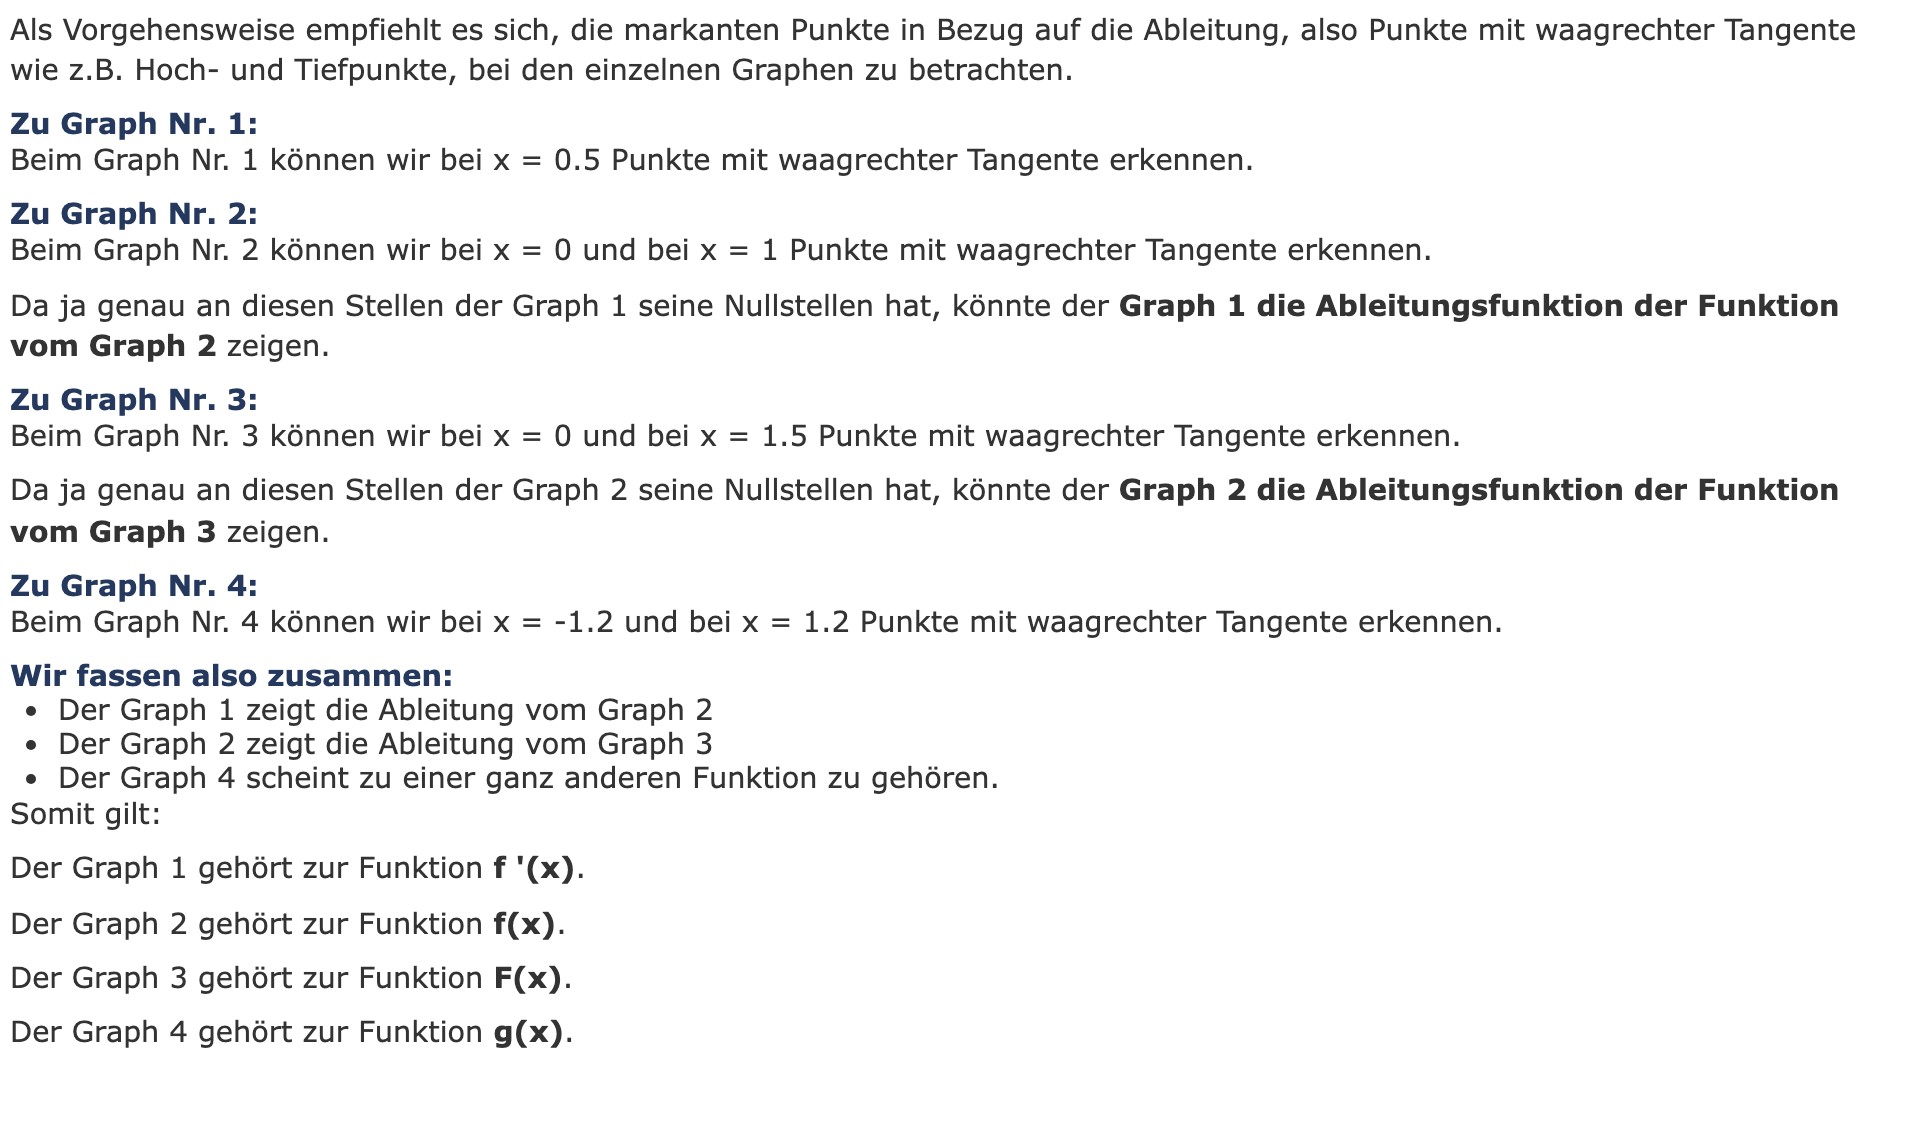 Als Vorgehensweise empfiehlt es sich, die markanten Punkte in Bezug auf die Ableitung, also Punkte mit waagrechter Tangente
wie z.B. Hoch- und Tiefpunkte, bei den einzelnen Graphen zu betrachten.
Zu Graph Nr. 1:
Beim Graph Nr. 1 können wir bei x = 0.5 Punkte mit waagrechter Tangente erkennen.
Zu Graph Nr. 2:
Beim Graph Nr. 2 können wir bei x = 0 und bei x = 1 Punkte mit waagrechter Tangente erkennen.
Da ja genau an diesen Stellen der Graph 1 seine Nullstellen hat, könnte der Graph 1 die Ableitungsfunktion der Funktion
vom Graph 2 zeigen.
Zu Graph Nr. 3:
Beim Graph Nr. 3 können wir bei x = 0 und bei x = 1.5 Punkte mit waagrechter Tangente erkennen.
Da ja genau an diesen Stellen der Graph 2 seine Nullstellen hat, könnte der Graph 2 die Ableitungsfunktion der Funktion
vom Graph 3 zeigen.
Zu Graph Nr. 4:
Beim Graph Nr. 4 können wir bei x = -1.2 und bei x = 1.2 Punkte mit waagrechter Tangente erkennen.
Wir fassen also zusammen:
• Der Graph 1 zeigt die Ableitung vom Graph 2
• Der Graph 2 zeigt die Ableitung vom Graph 3
• Der Graph 4 scheint zu einer ganz anderen Funktion zu gehören.
Somit gilt:
Der Graph 1 gehört zur Funktion f '(x).
Der Graph 2 gehört zur Funktion f(x).
Der Graph 3 gehört zur Funktion F(x).
Der Graph 4 gehört zur Funktion g(x).